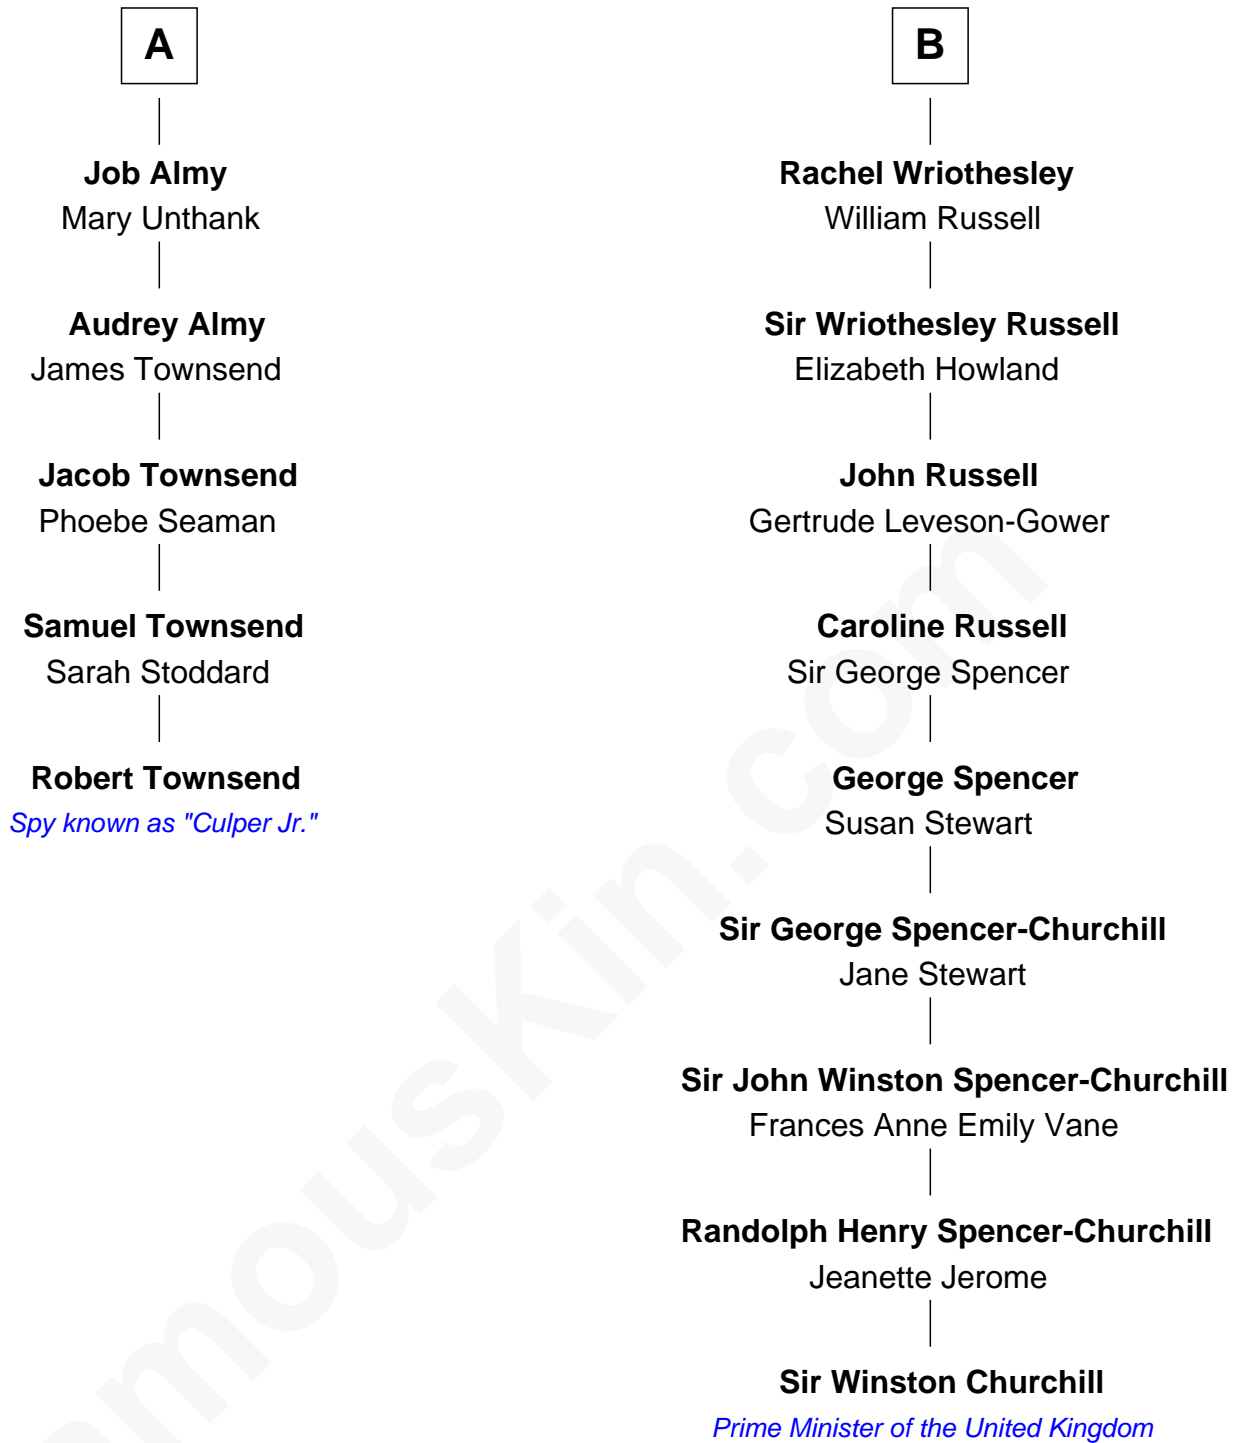 A
Job Almy
Mary Unthank
Audrey Almy
James Townsend
Jacob Townsend
Phoebe Seaman
Samuel Townsend
Sarah Stoddard
Robert Townsend
Spy known as "Culper Jr."
B
Rachel Wriothesley
William Russell
Sir Wriothesley Russell
Elizabeth Howland
John Russell
Gertrude Leveson-Gower
Caroline Russell
Sir George Spencer
George Spencer
Susan Stewart
Sir George Spencer-Churchill
Jane Stewart
Sir John Winston Spencer-Churchill
Frances Anne Emily Vane
Randolph Henry Spencer-Churchill
Jeanette Jerome
Sir Winston Churchill
Prime Minister of the United Kingdom
amouskin.com